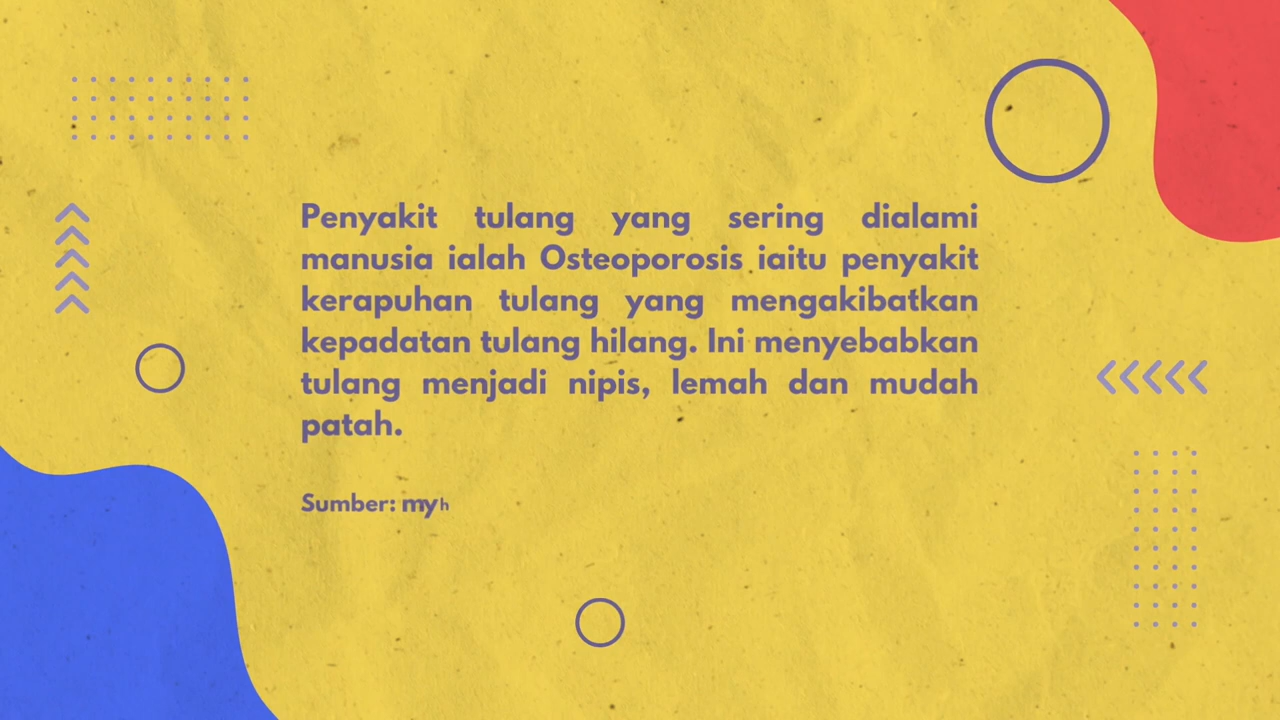 Penyakit tulang yang sering dialami
manusia ialah Osteoporosis iaitu penyakit
kerapuhan tulang yang mengakibatkan
kepadatan tulang hilang. Ini menyebabkan
tulang menjadi nipis, lemah dan mudah
patah.
Sumber: myh